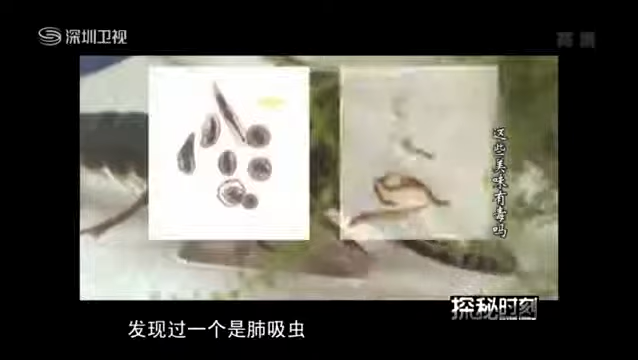 深圳卫视
高清
这些美味有毒吗
探秘时刻
发现过一个是肺吸虫